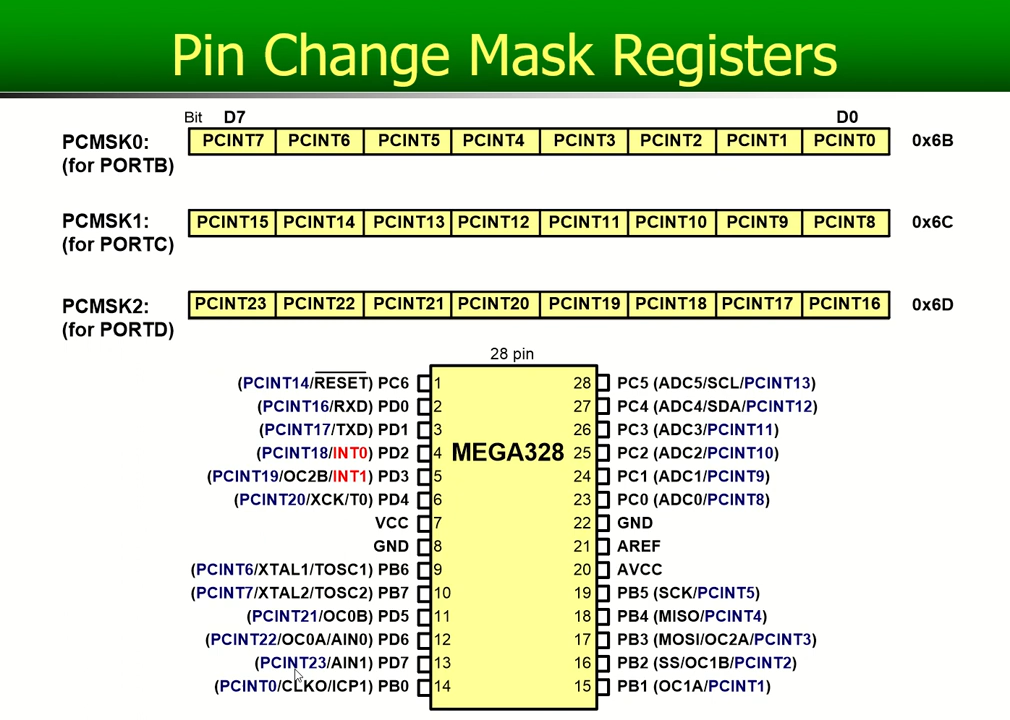 Pin Change Mask Registers
Bit D7 D0
PCMSK0: PCINT7 PCINT6 PCINT5 PCINT4 PCINT3 PCINT2 PCINT1 PCINT0 0x6B
(for PORTB)
PCMSK1: PCINT15 PCINT14 PCINT13 PCINT12 PCINT11 PCINT10 PCINT9 PCINT8 0x6C
(for PORTC)
PCMSK2: PCINT23 PCINT22 PCINT21 PCINT20 PCINT19 PCINT18 PCINT17 PCINT16 0x6D
(for PORTD)
28 pin
(PCINT14/RESET) PC6 1 28 PC5 (ADC5/SCL/PCINT13)
(PCINT16/RXD) PD0 2 27 PC4 (ADC4/SDA/PCINT12)
(PCINT17/TXD) PD1 3 26 PC3 (ADC3/PCINT11)
(PCINT18/INT0) PD2 4 MEGA328 25 PC2 (ADC2/PCINT10)
(PCINT19/OC2B/INT1) PD3 5 24 PC1 (ADC1/PCINT9)
(PCINT20/XCK/T0) PD4 6 23 PC0 (ADC0/PCINT8)
VCC 7 22 GND
GND 8 21 AREF
(PCINT6/XTAL1/TOSC1) PB6 9 20 AVCC
(PCINT7/XTAL2/TOSC2) PB7 10 19 PB5 (SCK/PCINT5)
(PCINT21/OC0B) PD5 11 18 PB4 (MISO/PCINT4)
(PCINT22/OC0A/AIN0) PD6 12 17 PB3 (MOSI/OC2A/PCINT3)
(PCINT23/AIN1) PD7 13 16 PB2 (SS/OC1B/PCINT2)
(PCINT0/CLKO/ICP1) PB0 14 15 PB1 (OC1A/PCINT1)